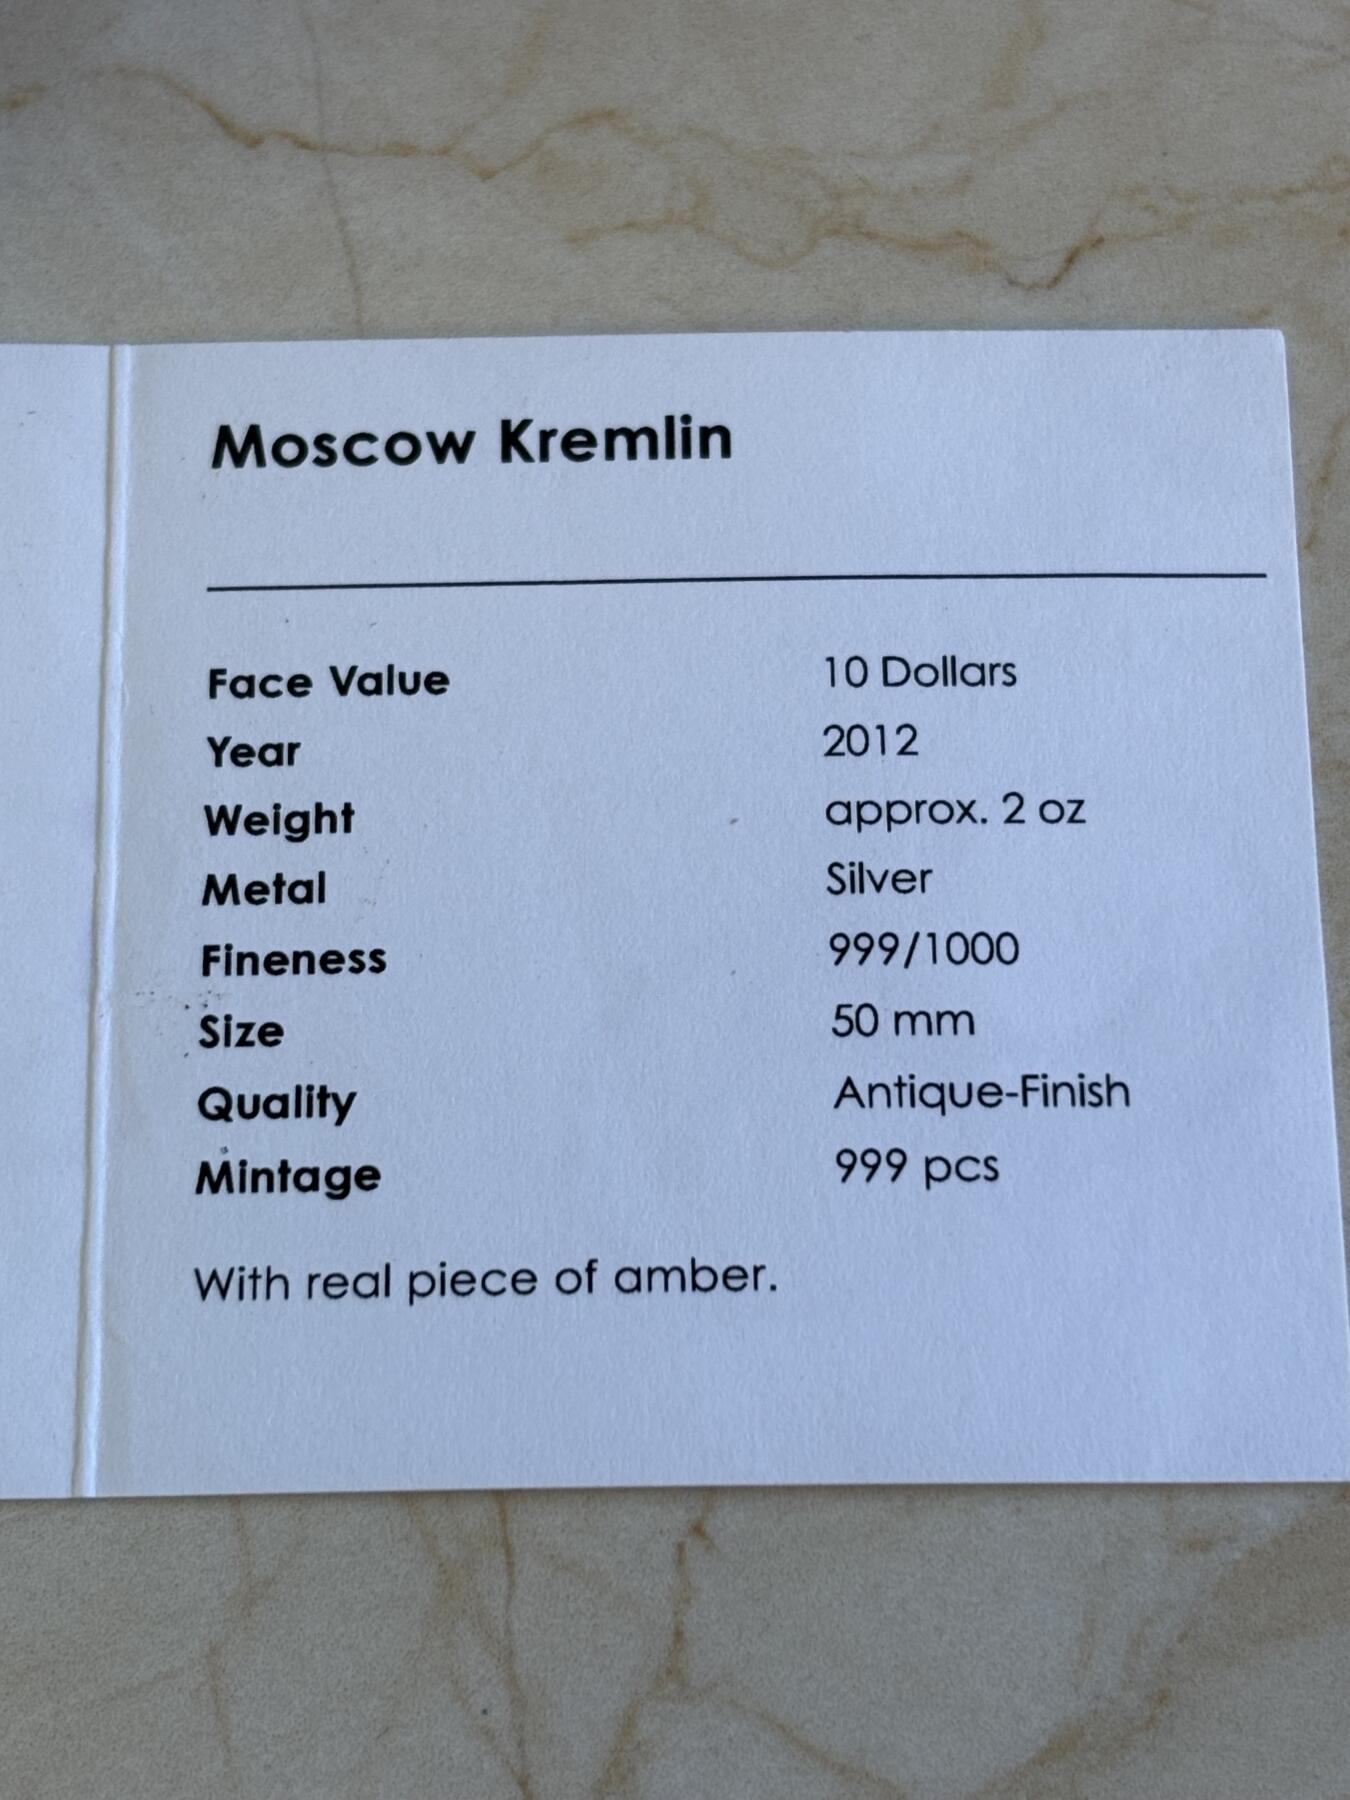 Moscow Kremlin
Face Value 10 Dollars
Year 2012
Weight approx. 2 oz
Metal Silver
Fineness 999/1000
Size 50 mm
Quality Antique-Finish
Mintage 999 pcs
With real piece of amber.